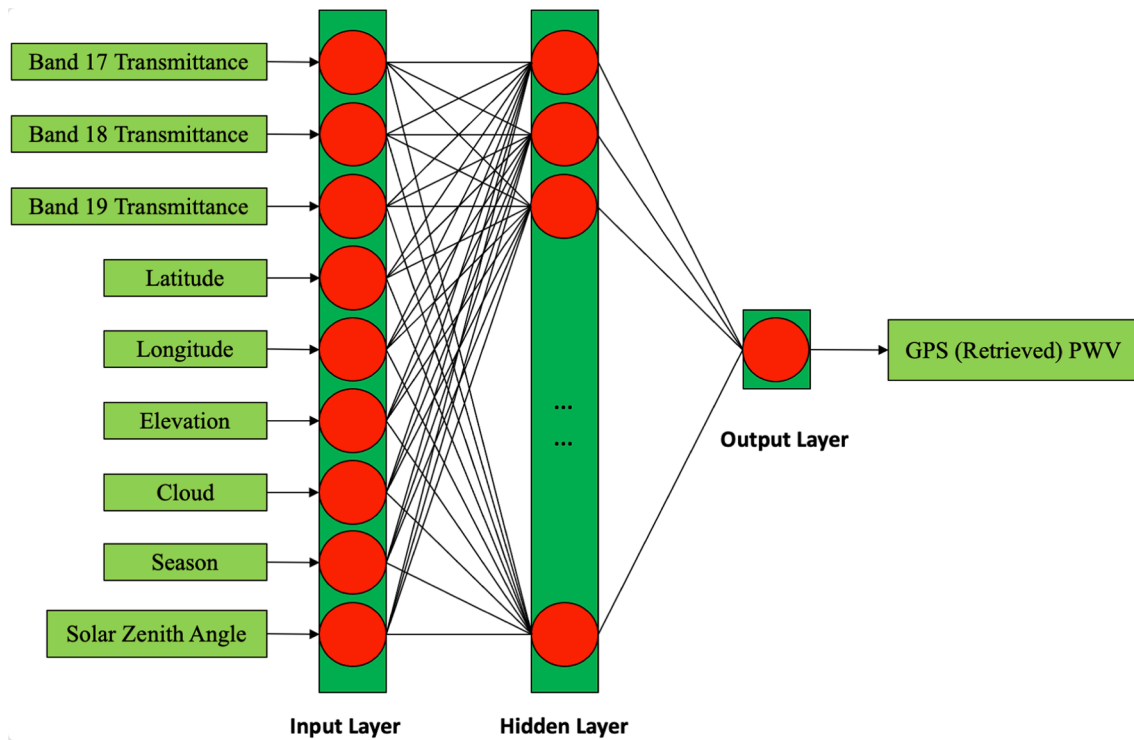 Band 17 Transmittance
Band 18 Transmittance
Band 19 Transmittance
Latitude
Longitude
Elevation
Cloud
Season
Solar Zenith Angle
Input Layer
...
...
Hidden Layer
Output Layer
GPS (Retrieved) PWV